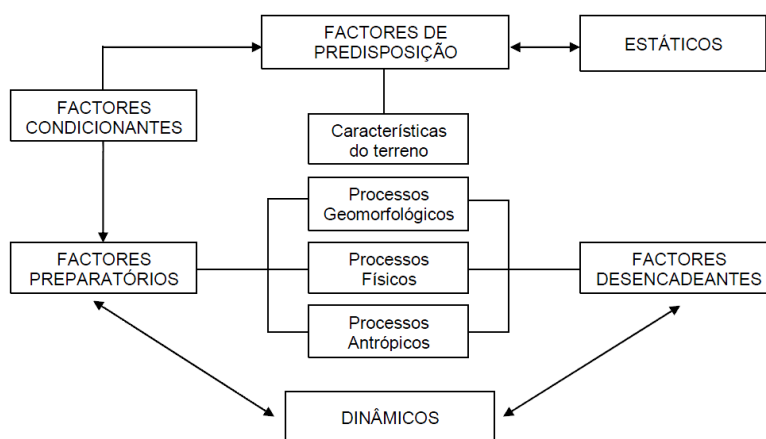 FACTORES DE
PREDISPOSIÇÃO
ESTÁTICOS
FACTORES
CONDICIONANTES
Características
do terreno
Processos
Geomorfológicos
FACTORES
PREPARATÓRIOS
Processos
Físicos
FACTORES
DESENCADEANTES
Processos
Antrópicos
DINÂMICOS